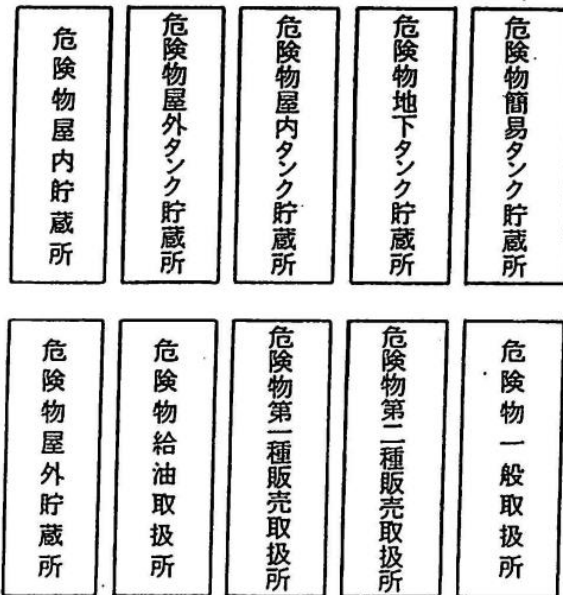 危険物屋内貯蔵所
危険物屋外タンク貯蔵所
危険物屋内タンク貯蔵所
危険物地下タンク貯蔵所
危険物簡易タンク貯蔵所
危険物屋外貯蔵所
危険物給油取扱所
危険物第一種販売取扱所
危険物第二種販売取扱所
危険物一般取扱所